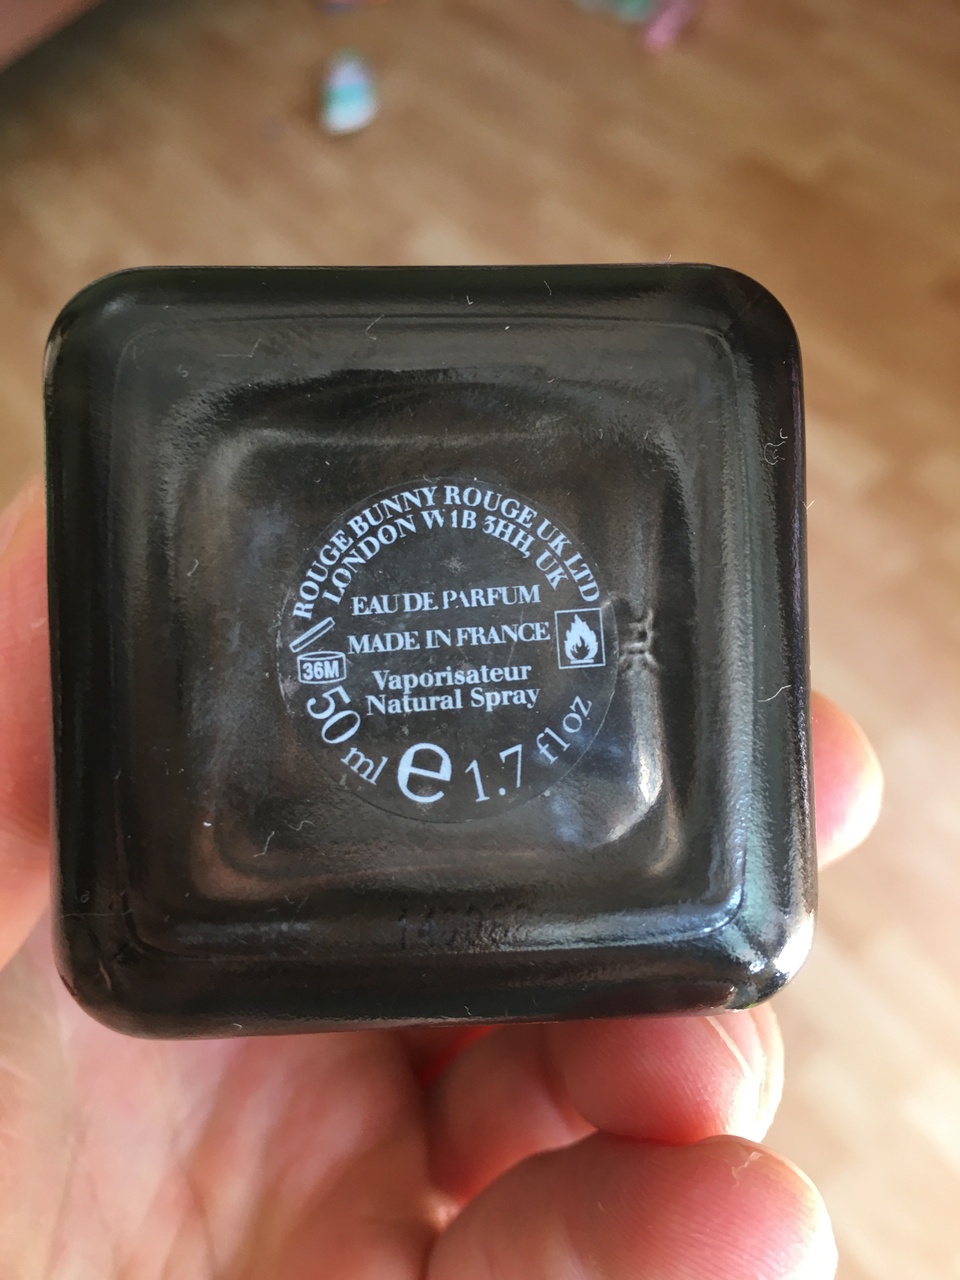 ROUGE BUNNY ROUGE UK LTD
LONDON W1B 3HH, UK
EAU DE PARFUM
MADE IN FRANCE
36M
Vaporisateur
Natural Spray
50 ml e 1.7 fl oz